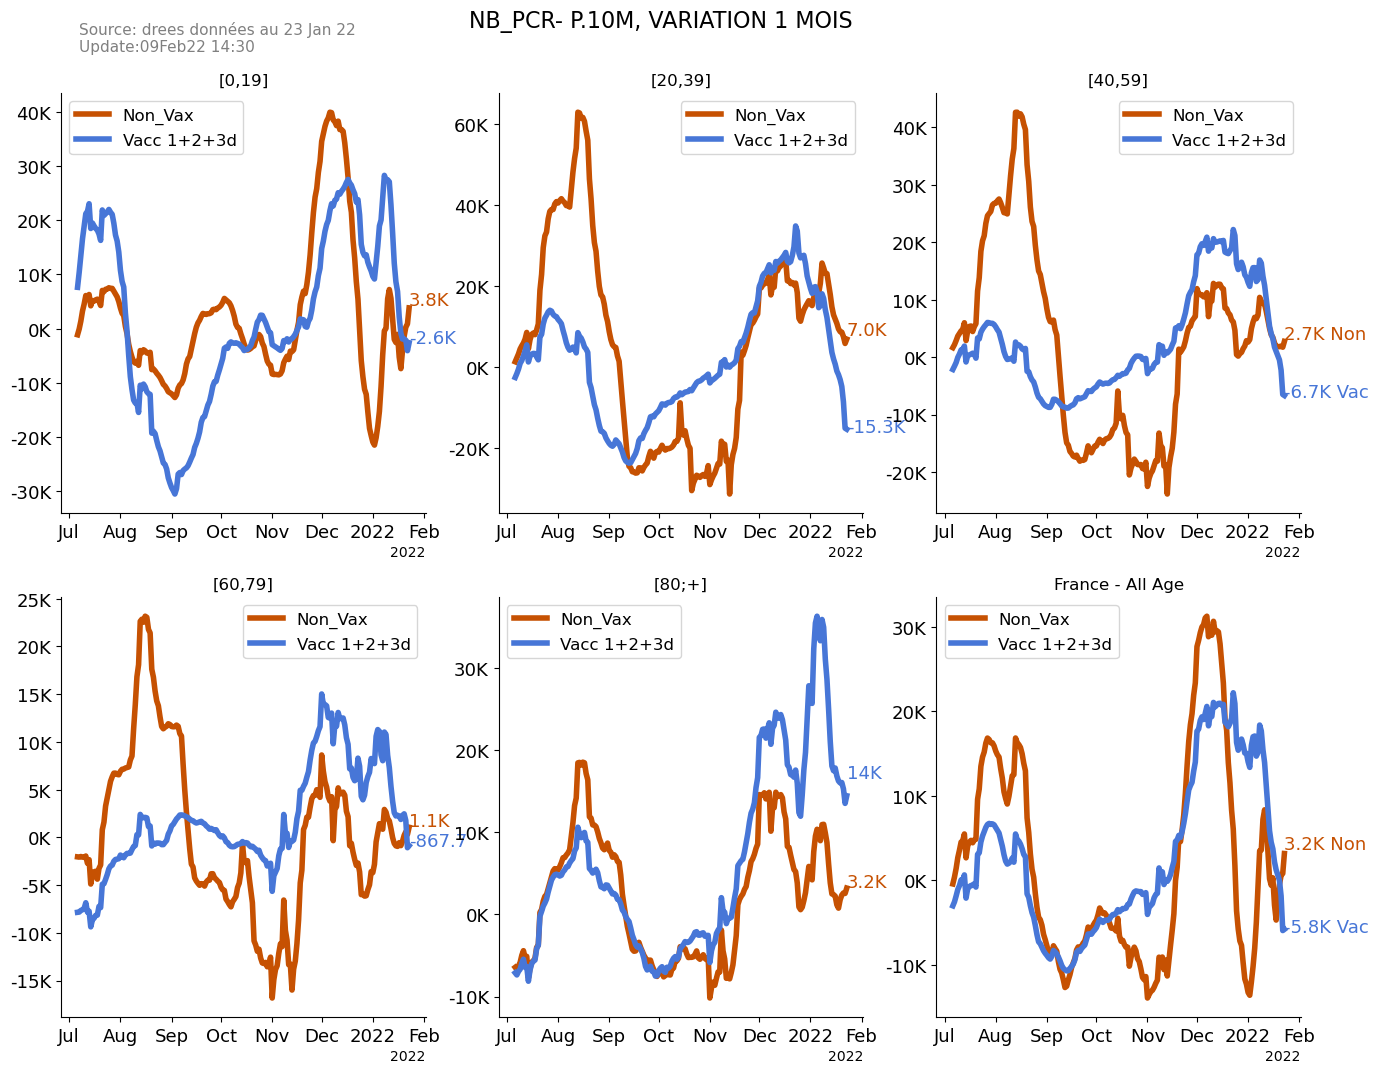 NB_PCR- P.10M, VARIATION 1 MOIS
Source: drees données au 23 Jan 22
Update:09Feb22 14:30
[0,19]
Non_Vax
Vacc 1+2+3d
40K
30K
20K
10K
0K
-10K
-20K
-30K
3.8K
-2.6K
Jul Aug Sep Oct Nov Dec 2022 Feb
2022
[20,39]
Non_Vax
Vacc 1+2+3d
60K
40K
20K
0K
-20K
7.0K
-15.3K
Jul Aug Sep Oct Nov Dec 2022 Feb
2022
[40,59]
Non_Vax
Vacc 1+2+3d
40K
30K
20K
10K
0K
-10K
-20K
2.7K Non
-6.7K Vac
Jul Aug Sep Oct Nov Dec 2022 Feb
2022
[60,79]
Non_Vax
Vacc 1+2+3d
25K
20K
15K
10K
5K
0K
-5K
-10K
-15K
1.1K
-867.7
Jul Aug Sep Oct Nov Dec 2022 Feb
2022
[80;+]
Non_Vax
Vacc 1+2+3d
30K
20K
10K
0K
-10K
14K
3.2K
Jul Aug Sep Oct Nov Dec 2022 Feb
2022
France - All Age
Non_Vax
Vacc 1+2+3d
30K
20K
10K
0K
-10K
3.2K Non
-5.8K Vac
Jul Aug Sep Oct Nov Dec 2022 Feb
2022